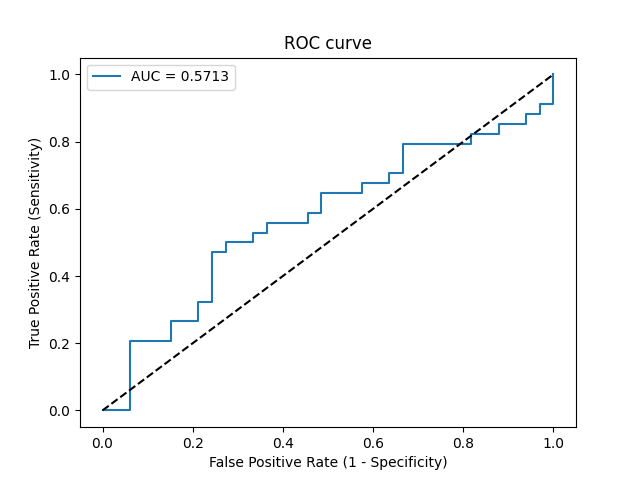 ROC curve
AUC = 0.5713
True Positive Rate (Sensitivity)
1.0
0.8
0.6
0.4
0.2
0.0
0.0 0.2 0.4 0.6 0.8 1.0
False Positive Rate (1 - Specificity)